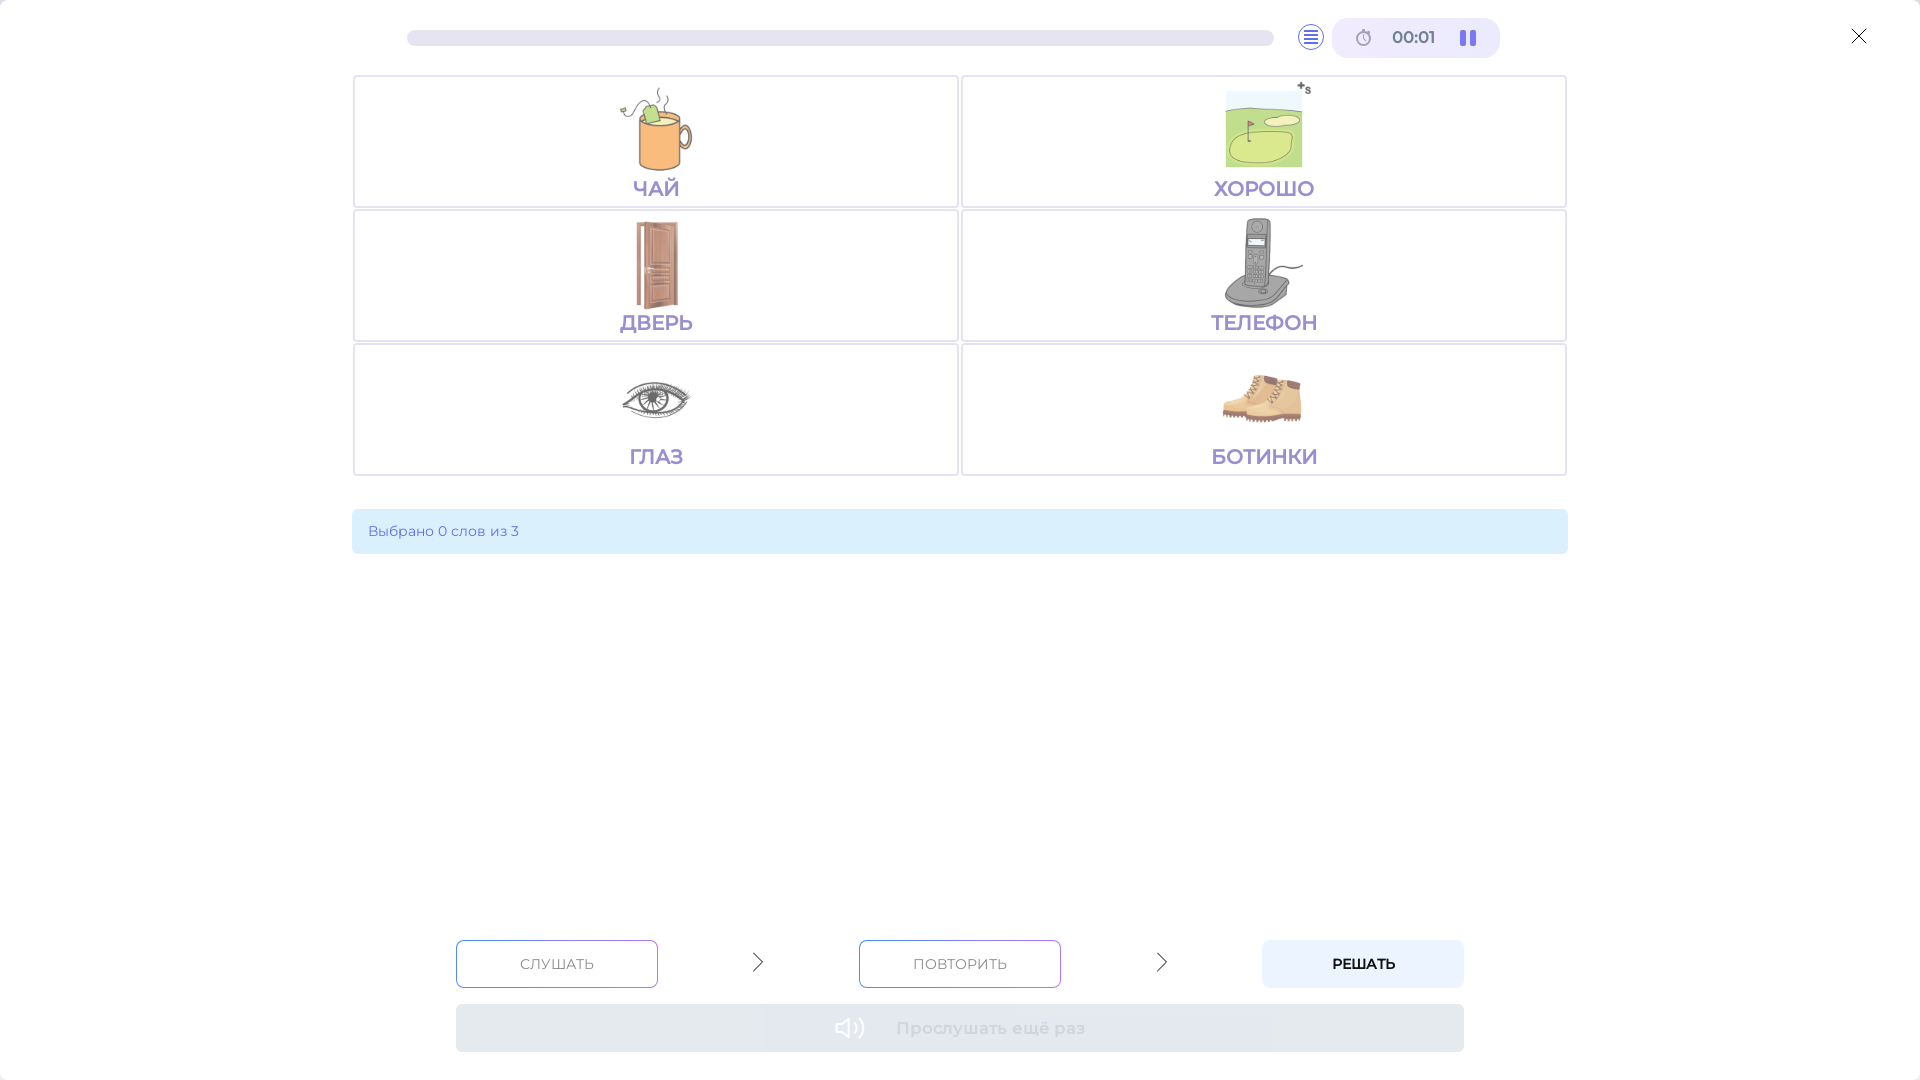 00:01
ЧАЙ
+s
ХОРОШО
ДВЕРЬ
ТЕЛЕФОН
ГЛАЗ
БОТИНКИ
Выбрано 0 слов из 3
СЛУШАТЬ
ПОВТОРИТЬ
РЕШАТЬ
Прослушать ещё раз